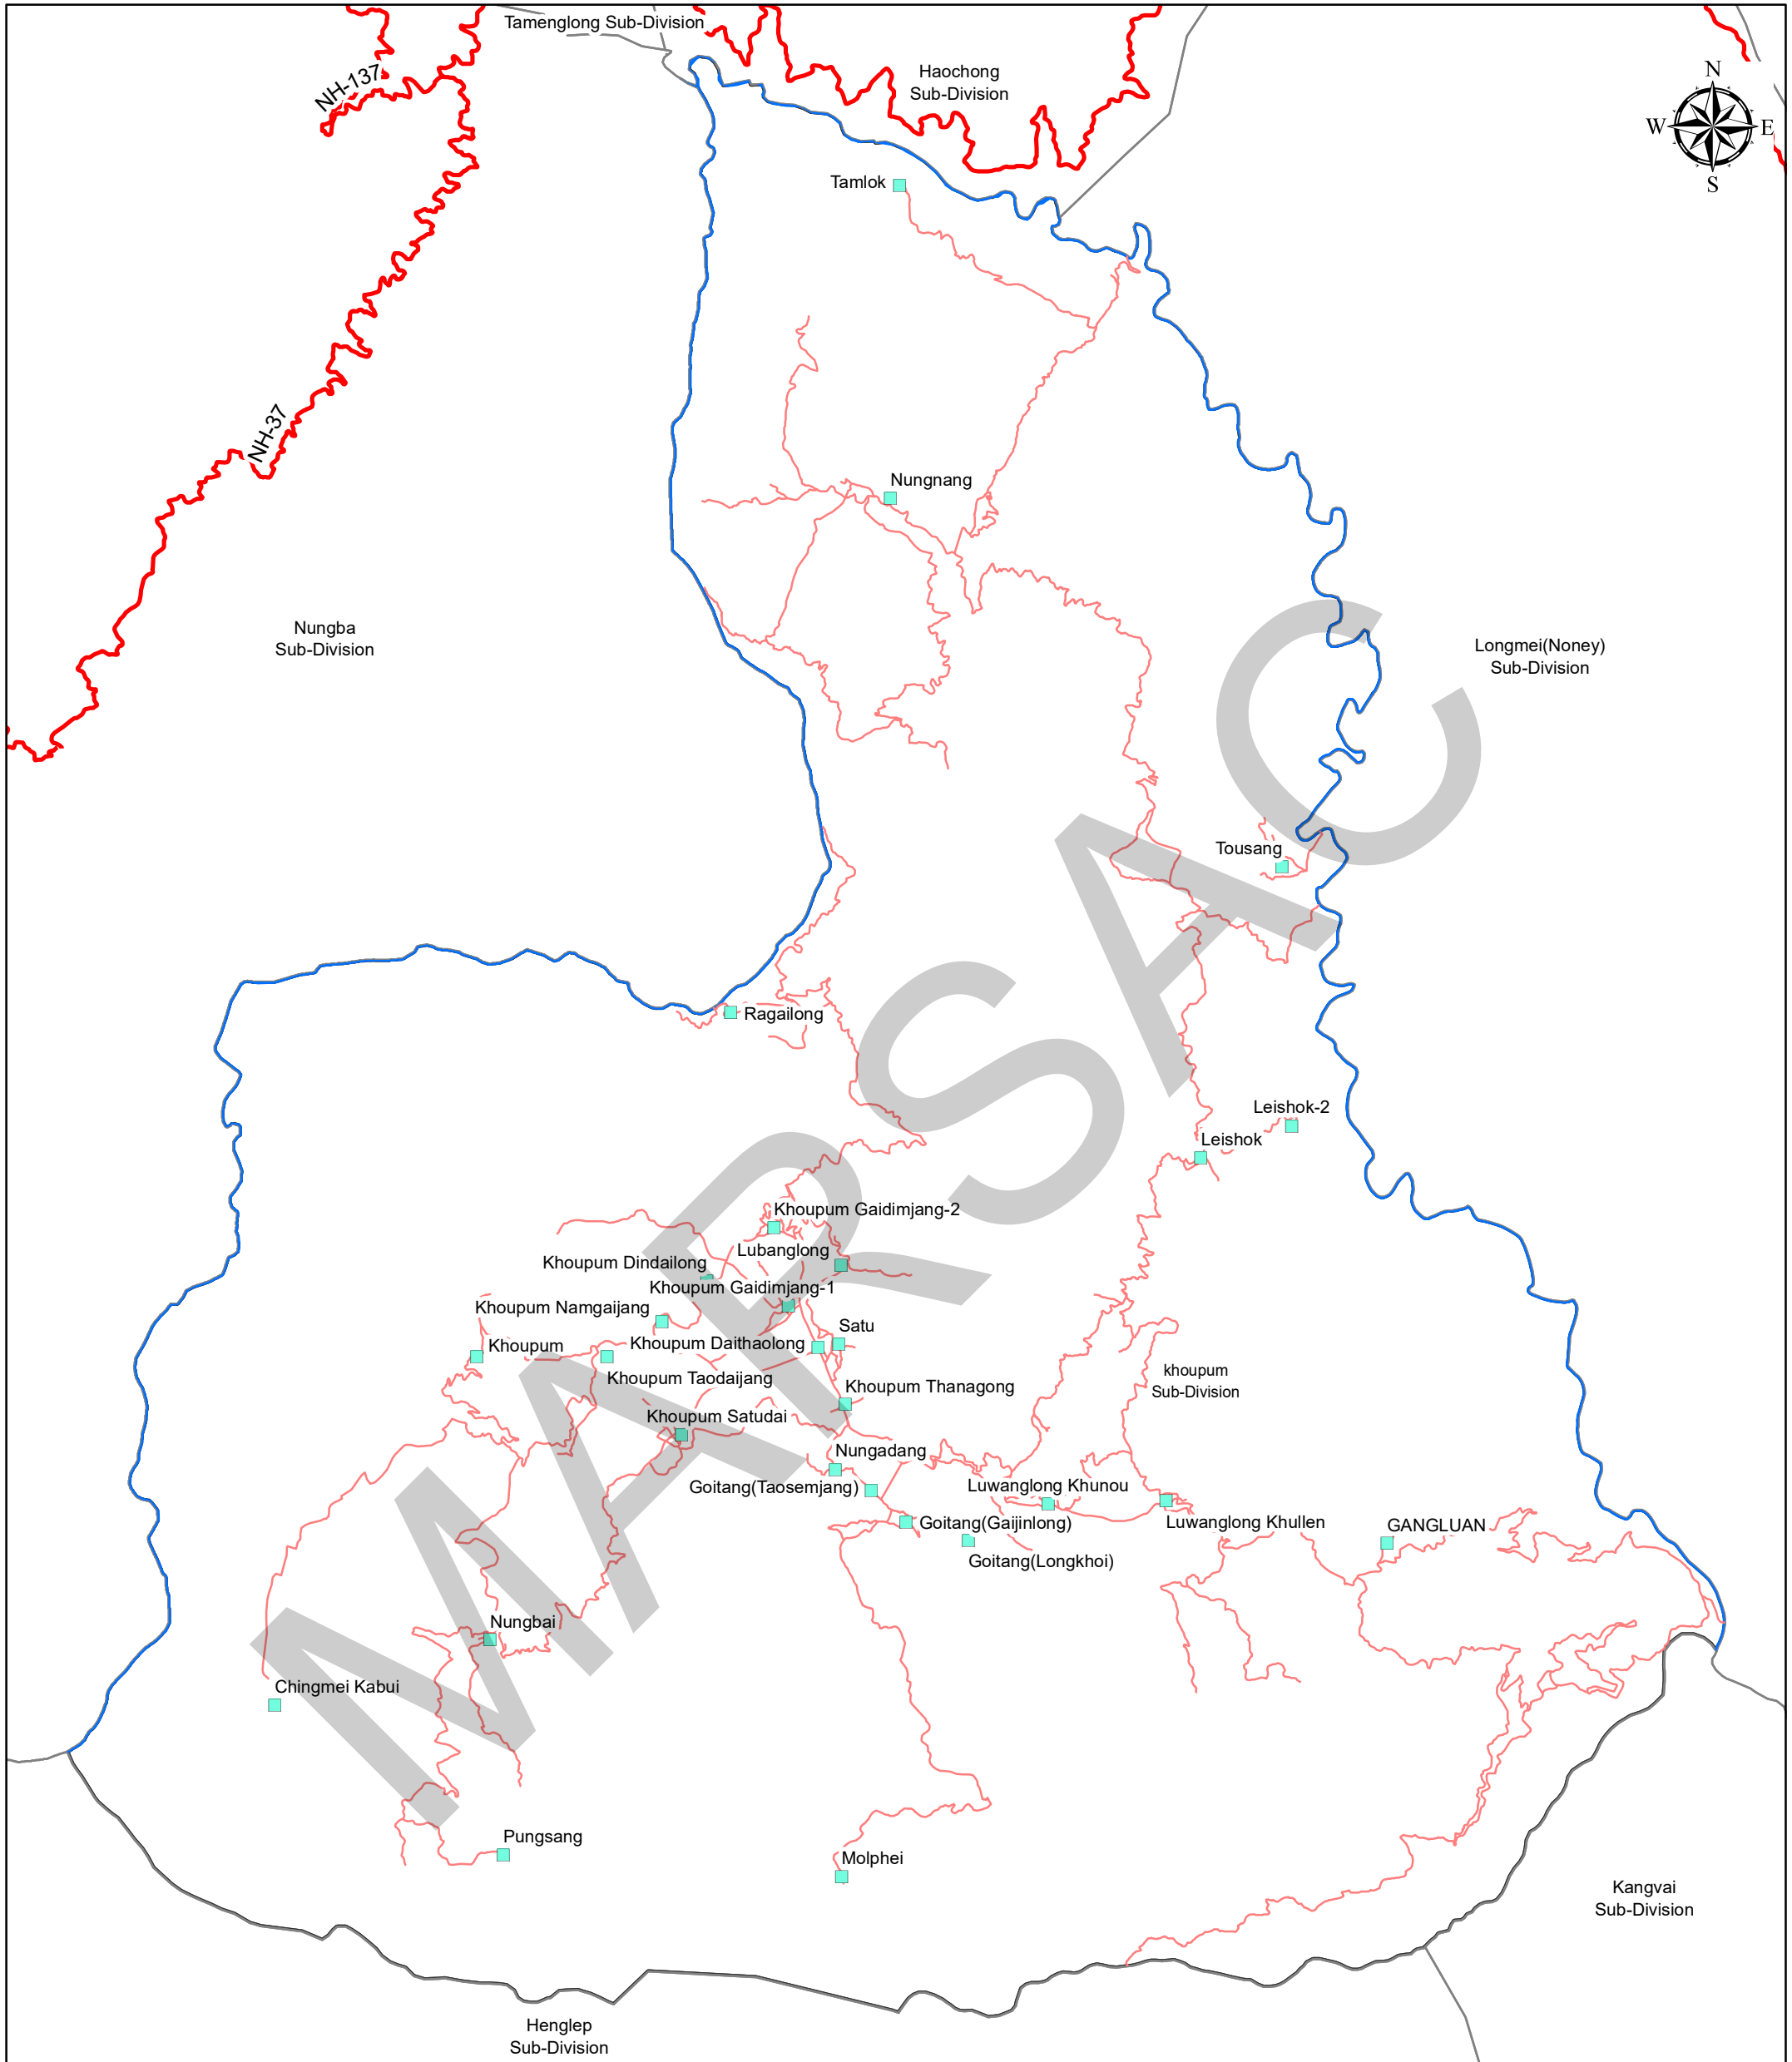 Tamenglong Sub-Division
NH-137
Haochong
Sub-Division
N
W
E
S
Tamlok
NH-37
Nungnang
Nungba
Sub-Division
Longmei(Noney)
Sub-Division
Tousang
Ragailong
Leishok-2
Leishok
Khoupum Gaidimjang-2
Lubanglong
Khoupum Dindailong
Khoupum Gaidimjang-1
Khoupum Namgaijang
Khoupum
Khoupum Daithaolong
Satu
khoupum
Sub-Division
Khoupum Taodaijang
Khoupum Thanagong
Khoupum Satudai
Nungadang
Goitang(Taosemjang)
Luwanglong Khunou
Goitang(Gaijinlong)
Luwanglong Khullen
GANGLUAN
Goitang(Longkhoi)
Nungbai
Chingmei Kabui
Pungsang
Molphei
Kangvai
Sub-Division
Henglep
Sub-Division
MARSAC